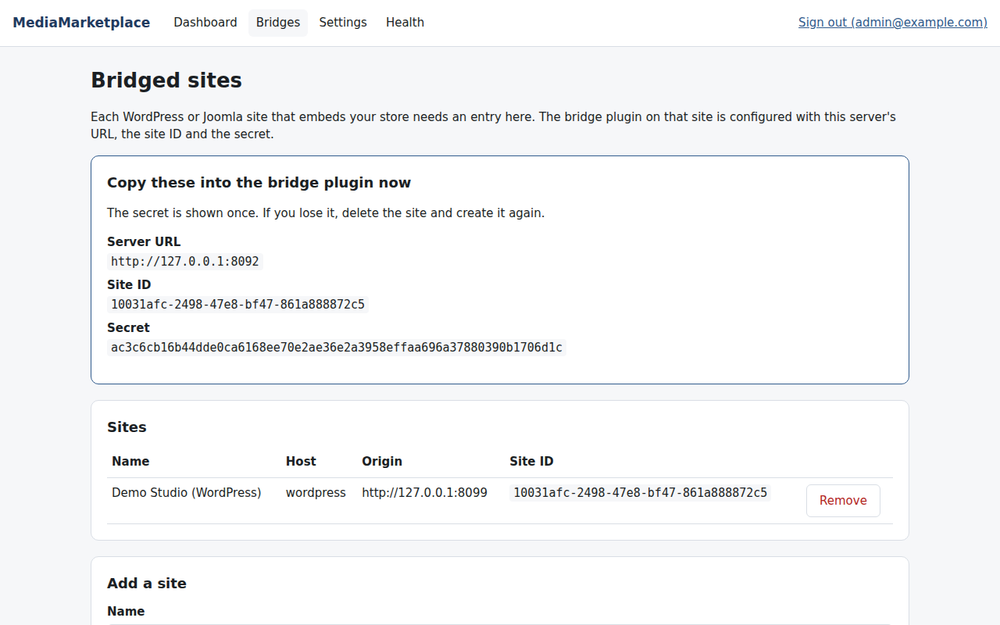 MediaMarketplace Dashboard Bridges Settings Health Sign out (admin@example.com)
Bridged sites
Each WordPress or Joomla site that embeds your store needs an entry here. The bridge plugin on that site is configured with this server's
URL, the site ID and the secret.
Copy these into the bridge plugin now
The secret is shown once. If you lose it, delete the site and create it again.
Server URL
http://127.0.0.1:8092
Site ID
10031afc-2498-47e8-bf47-861a888872c5
Secret
ac3c6cb16b44dde0ca6168ee70e2ae36e2a3958effaa696a37880390b1706d1c
Sites
Name Host Origin Site ID
Demo Studio (WordPress) wordpress http://127.0.0.1:8099 10031afc-2498-47e8-bf47-861a888872c5 Remove
Add a site
Name